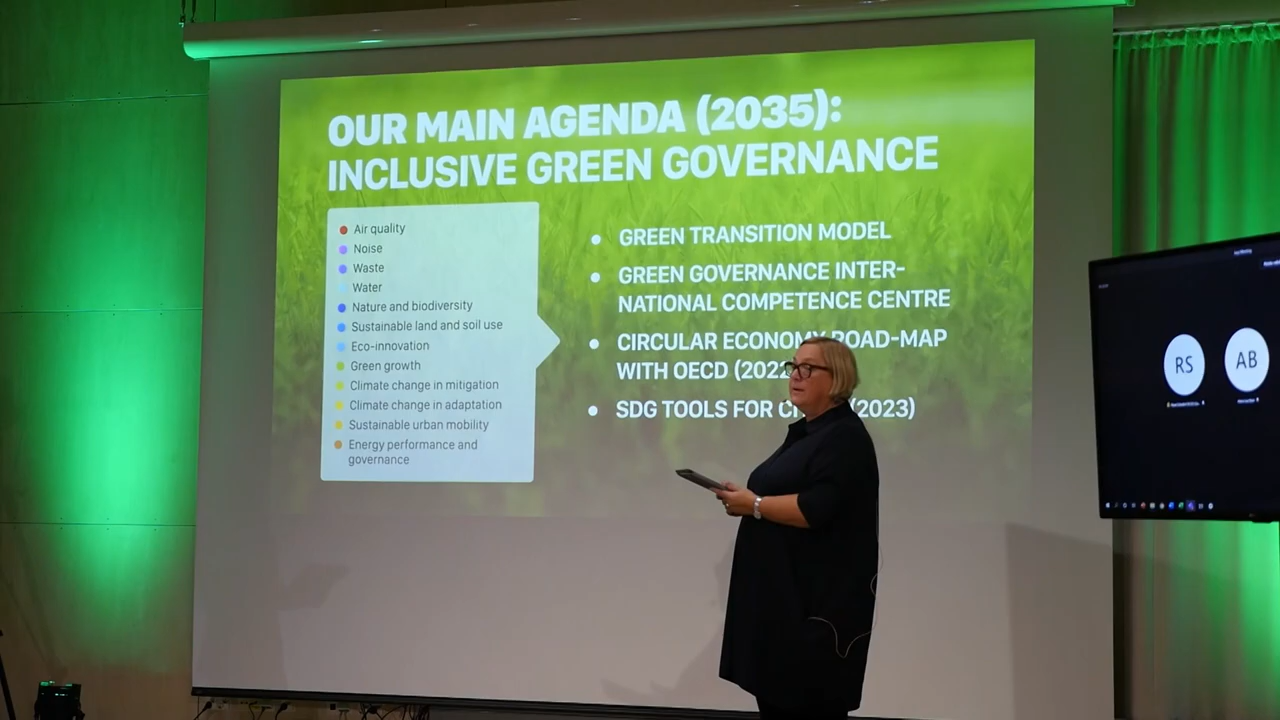 OUR MAIN AGENDA (2035):
INCLUSIVE GREEN GOVERNANCE
Air quality
Noise
Waste
Water
Nature and biodiversity
Sustainable land and soil use
Eco-innovation
Green growth
Climate change in mitigation
Climate change in adaptation
Sustainable urban mobility
Energy performance and
governance
GREEN TRANSITION MODEL
GREEN GOVERNANCE INTER-
NATIONAL COMPETENCE CENTRE
CIRCULAR ECONOMY ROAD-MAP
WITH OECD (2022
SDG TOOLS FOR (2023)
RS
AB